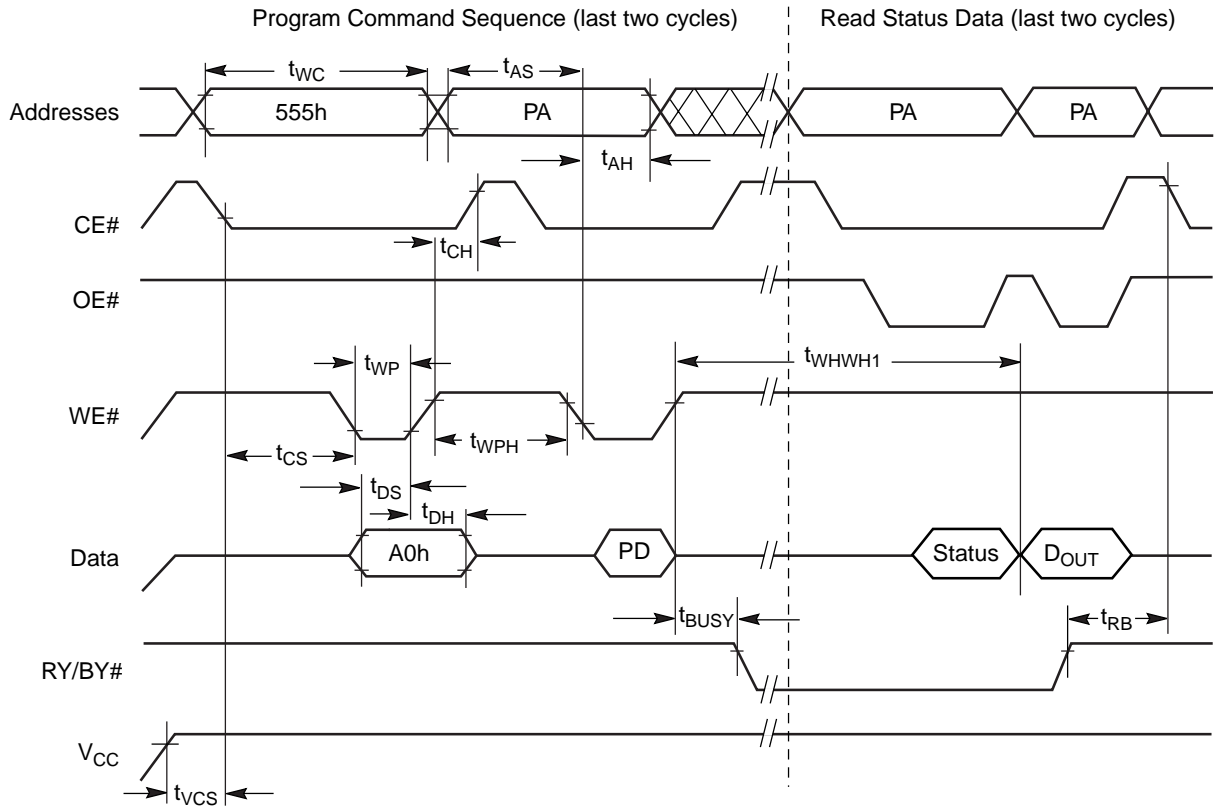 Program Command Sequence (last two cycles)
Read Status Data (last two cycles)
tWC
tAS
Addresses
555h
PA
PA
PA
tAH
CE#
tCH
OE#
tWP
tWHWH1
WE#
tCS
tWPH
tDS
tDH
Data
A0h
PD
Status
DOUT
tBUSY
tRB
RY/BY#
VCC
tVCS